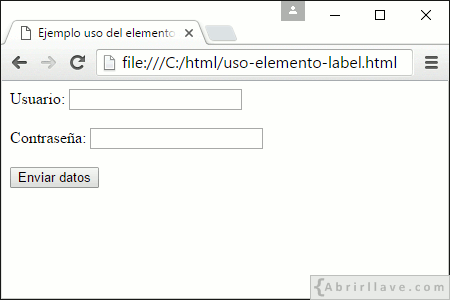 Ejemplo uso del elemento
file:///C:/html/uso-elemento-label.html
Usuario:
Contraseña:
Enviar datos
{Abrirllave.com